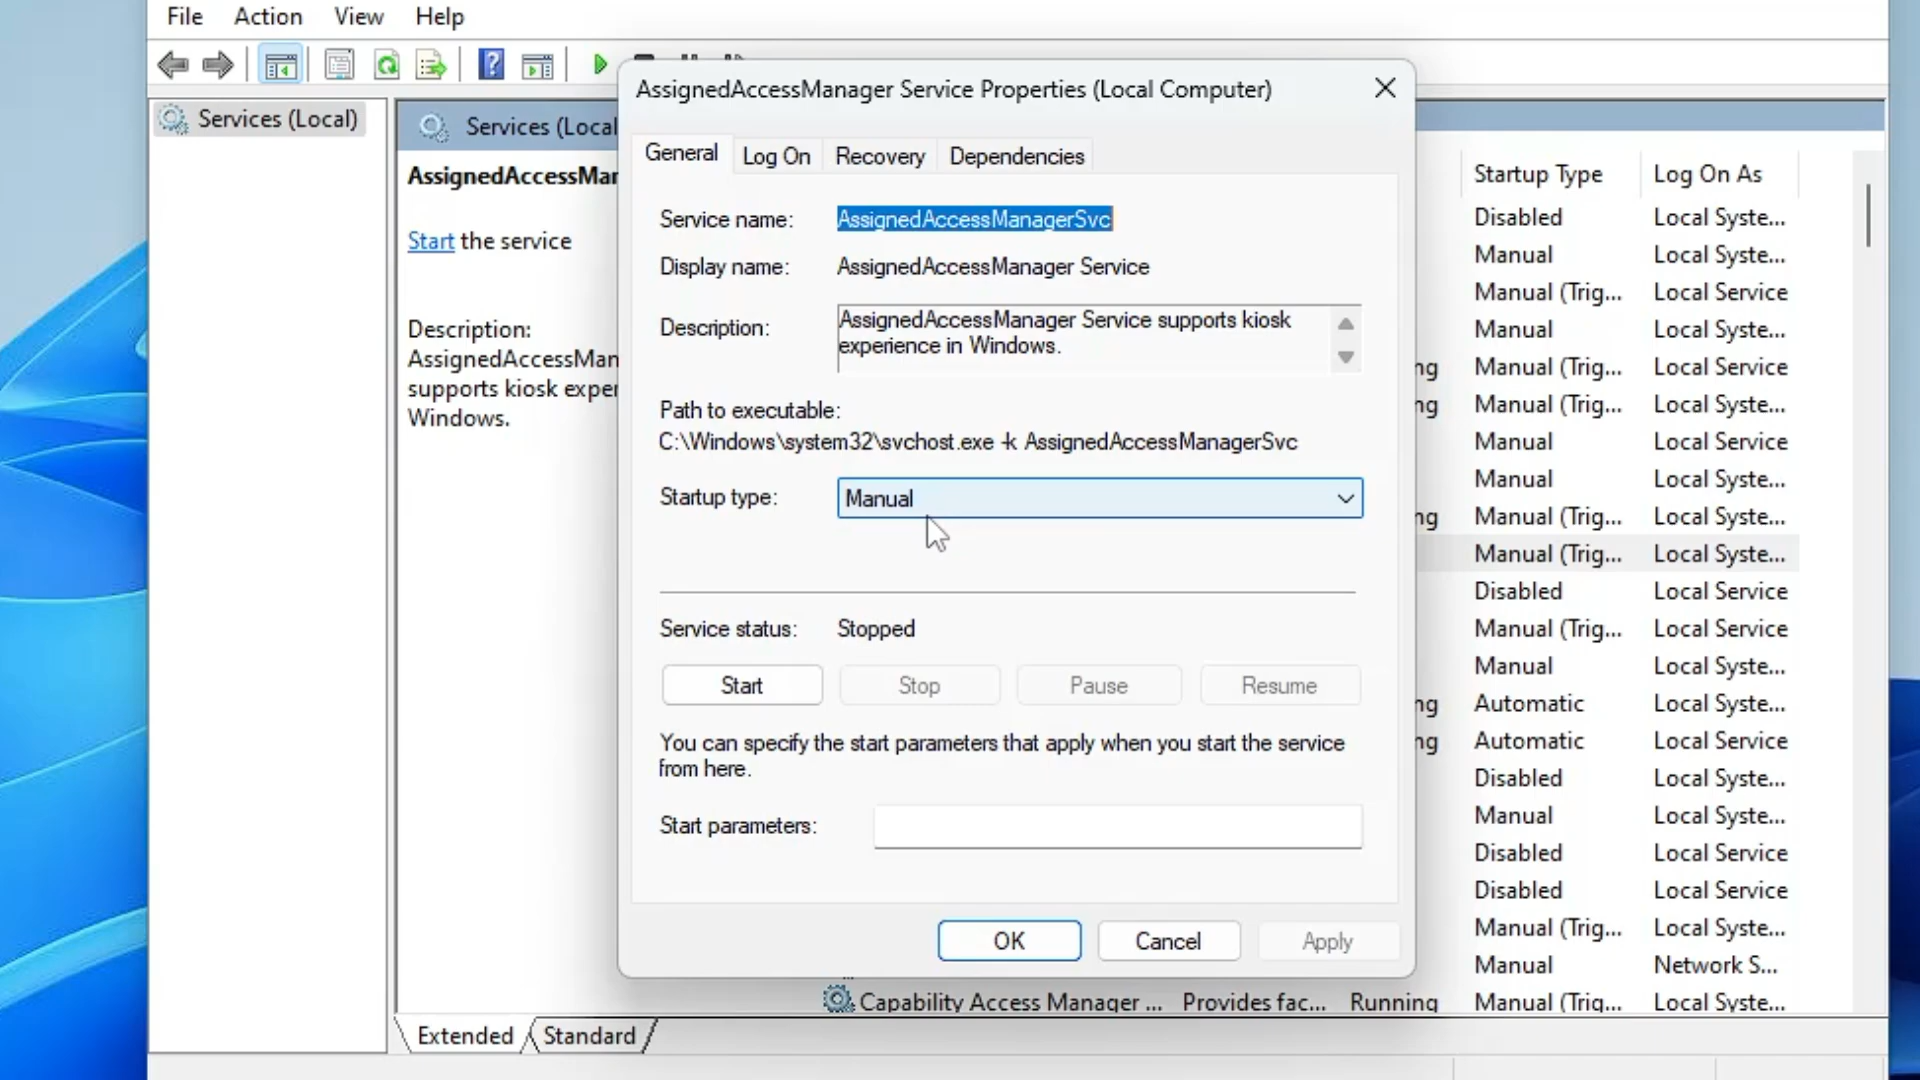 File Action View Help
Services (Local)
Services (Local
AssignedAccessMar
Start the service
Description:
AssignedAccessMan
supports kiosk exper
Windows.
AssignedAccessManager Service Properties (Local Computer)
General Log On Recovery Dependencies
Service name: AssignedAccessManagerSvc
Display name: AssignedAccessManager Service
Description: AssignedAccessManager Service supports kiosk
experience in Windows.
Path to executable:
C:\Windows\system32\svchost.exe -k AssignedAccessManagerSvc
Startup type: Manual
Service status: Stopped
Start Stop Pause Resume
You can specify the start parameters that apply when you start the service
from here.
Start parameters:
OK Cancel Apply
Startup Type Log On As
Disabled Local Syste...
Manual Local Syste...
Manual (Trig... Local Service
Manual Local Syste...
ng Manual (Trig... Local Service
ng Manual (Trig... Local Syste...
Manual Local Service
Manual Local Syste...
ng Manual (Trig... Local Syste...
Manual (Trig... Local Syste...
Disabled Local Service
Manual (Trig... Local Service
Manual Local Syste...
ng Automatic Local Syste...
ng Automatic Local Service
Disabled Local Syste...
Manual Local Syste...
Disabled Local Service
Disabled Local Service
Manual (Trig... Local Syste...
Manual Network S...
Capability Access Manager ... Provides fac... Running Manual (Trig... Local Syste...
Extended Standard